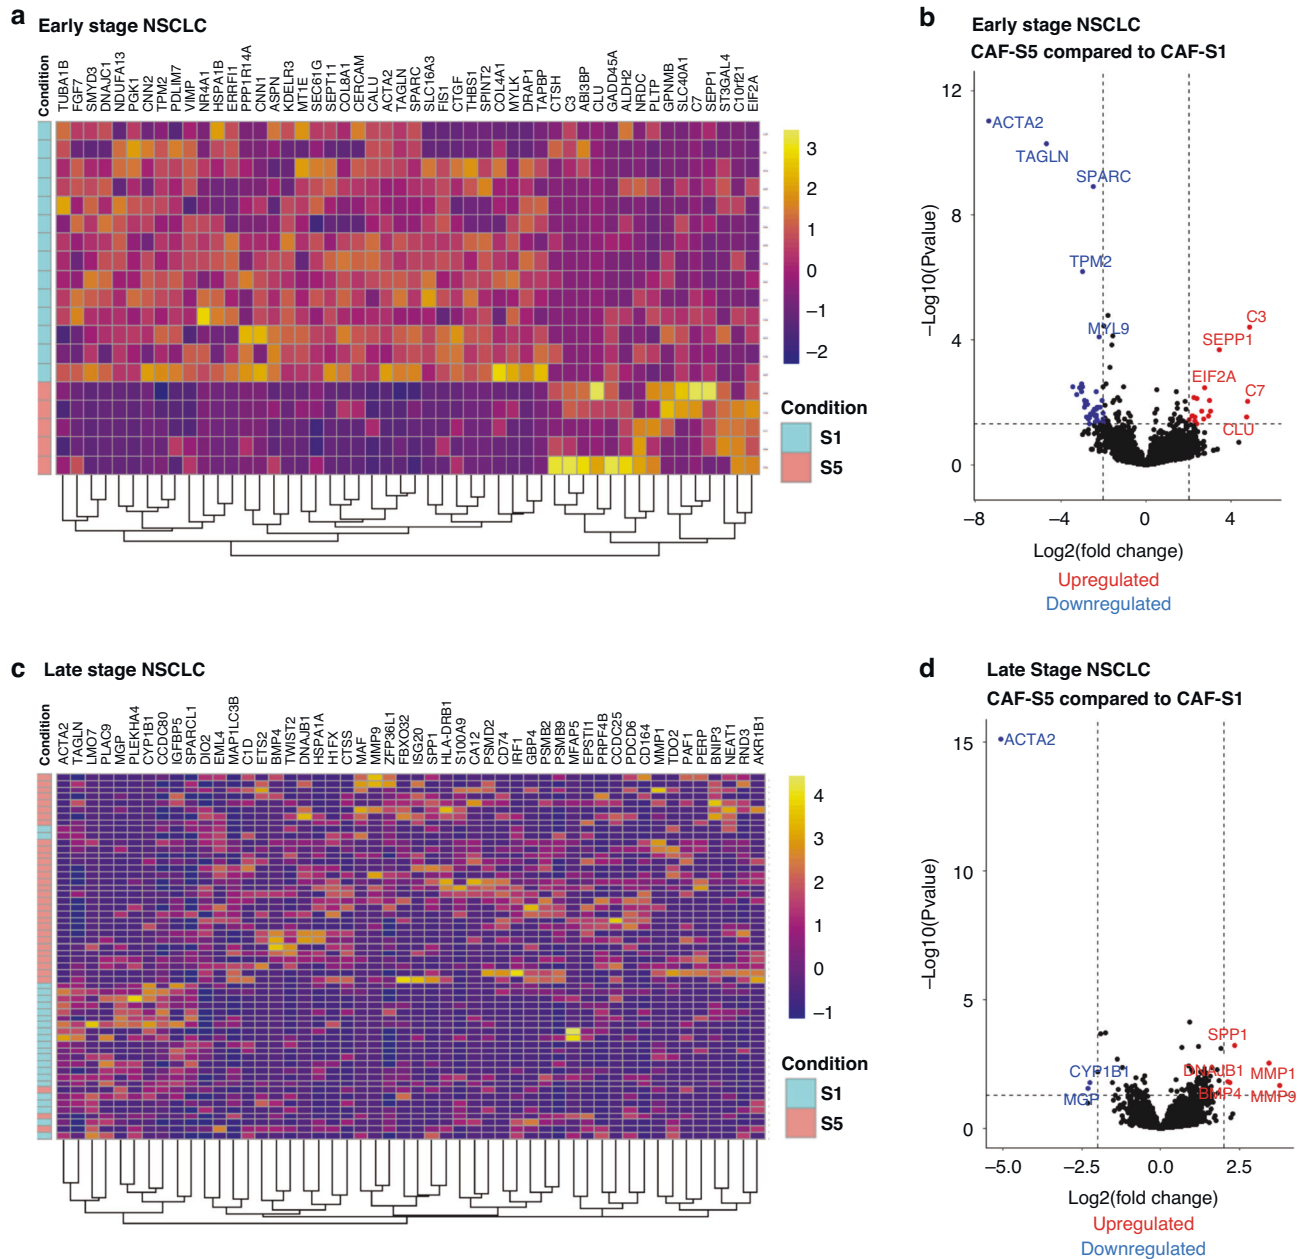 a
Early stage NSCLC
Condition
TUBA1B
FGF7
SMYD3
DNAJC1
NDUFA13
PGK1
CNN2
TPM2
PDLIM7
VIMP
NR4A1
HSPA1B
ERRFI1
PPP1R14A
CNN1
ASPN
KDELR3
MT1E
SEC61G
SEPT11
COL8A1
CERCAM
CALU
ACTA2
TAGLN
SPARC
SLC16A3
FIS1
CTGF
THBS1
SPINT2
COL4A1
MYLK
DRAP1
TAPBP
CTSH
C3
ABI3BP
CLU
GADD45A
ALDH2
NRDC
PLTP
GPNMB
SLC40A1
C7
SEPP1
ST3GAL4
C10rf21
EIF2A
3
2
1
0
−1
−2
Condition
S1
S5
b
Early stage NSCLC
CAF-S5 compared to CAF-S1
−Log10(Pvalue)
12
8
4
0
ACTA2
TAGLN
SPARC
TPM2
MYL9
C3
SEPP1
EIF2A
C7
CLU
−8
−4
0
4
Log2(fold change)
Upregulated
Downregulated
c
Late stage NSCLC
Condition
ACTA2
TAGLN
LMO7
PLAC9
MGP
PLEKHA4
CYP1B1
CCDC80
IGFBP5
SPARCL1
DIO2
EML4
MAP1LC3B
C1D
ETS2
BMP4
TWIST2
DNAJB1
HSPA1A
H1FX
CTSS
MAF
MMP9
ZFP36L1
FBXO32
ISG20
SPP1
HLA-DRB1
S100A9
CA12
PSMD2
CD74
IRF1
GBP4
PSMB2
PSMB9
MFAP5
EPSTI1
PRPF4B
CCDC25
PDCD6
CD164
MMP1
TDO2
PAF1
PERP
BNIP3
NEAT1
RND3
AKR1B1
4
3
2
1
0
−1
Condition
S1
S5
d
Late Stage NSCLC
CAF-S5 compared to CAF-S1
−Log10(Pvalue)
15
10
5
0
ACTA2
CYP1B1
MGP
SPP1
DNAJB1
MMP1
BMP4
MMP9
−5.0
−2.5
0.0
2.5
Log2(fold change)
Upregulated
Downregulated